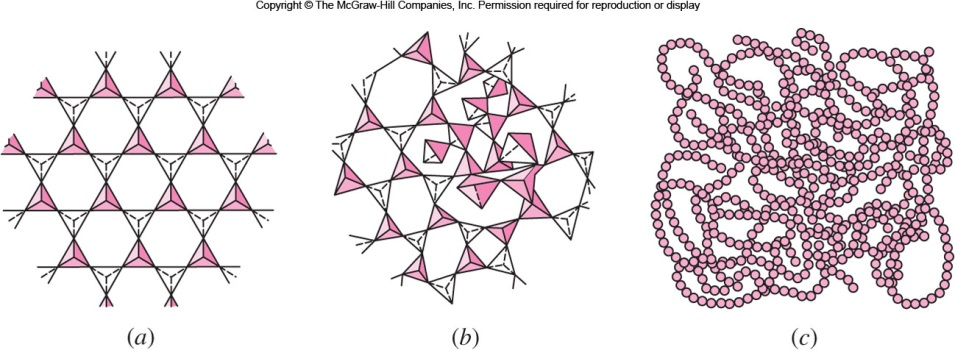 Copyright © The McGraw-Hill Companies, Inc. Permission required for reproduction or display
(a)
(b)
(c)